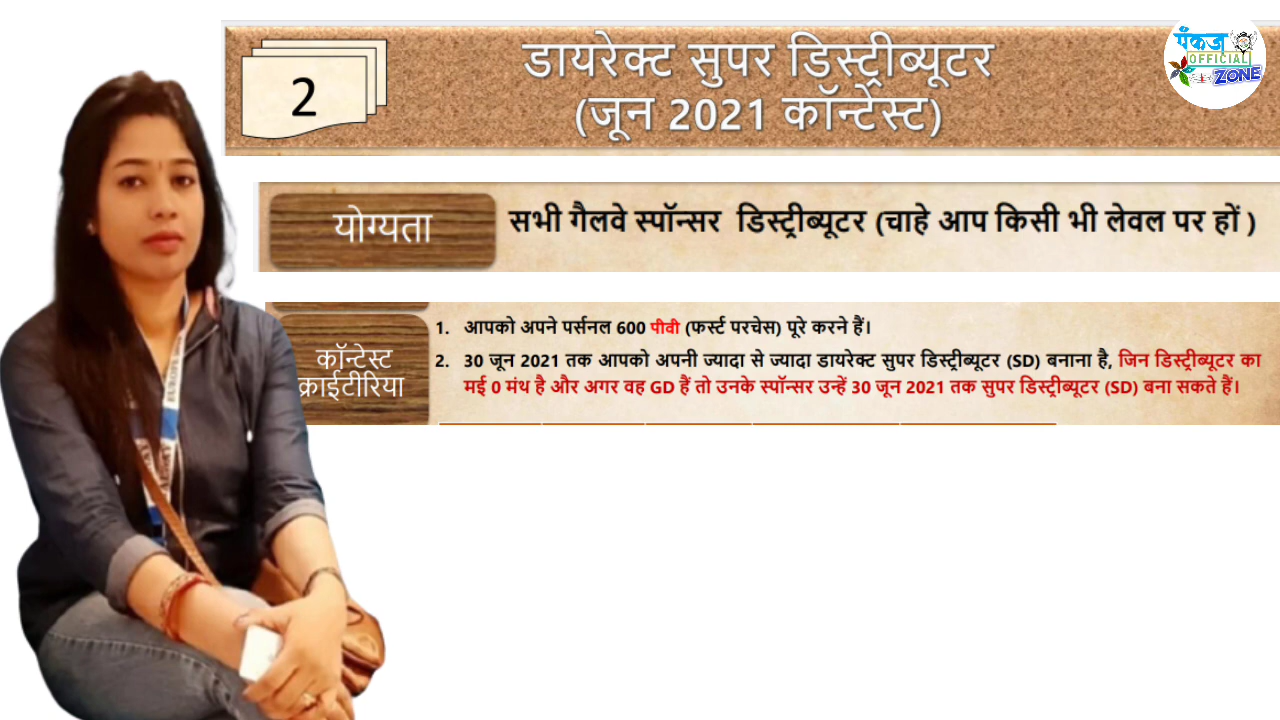 2
डायरेक्ट सुपर डिस्ट्रीब्यूटर
(जून 2021 कॉन्टेस्ट)
पंकज
OFFICIAL
ZONE
योग्यता
सभी गैलवे स्पॉन्सर डिस्ट्रीब्यूटर (चाहे आप किसी भी लेवल पर हों )
कॉन्टेस्ट
क्राईटीरिया
1. आपको अपने पर्सनल 600 पीवी (फर्स्ट परचेस) पूरे करने हैं।
2. 30 जून 2021 तक आपको अपनी ज्यादा से ज्यादा डायरेक्ट सुपर डिस्ट्रीब्यूटर (SD) बनाना है, जिन डिस्ट्रीब्यूटर का
मई 0 मंथ है और अगर वह GD हैं तो उनके स्पॉन्सर उन्हें 30 जून 2021 तक सुपर डिस्ट्रीब्यूटर (SD) बना सकते हैं।